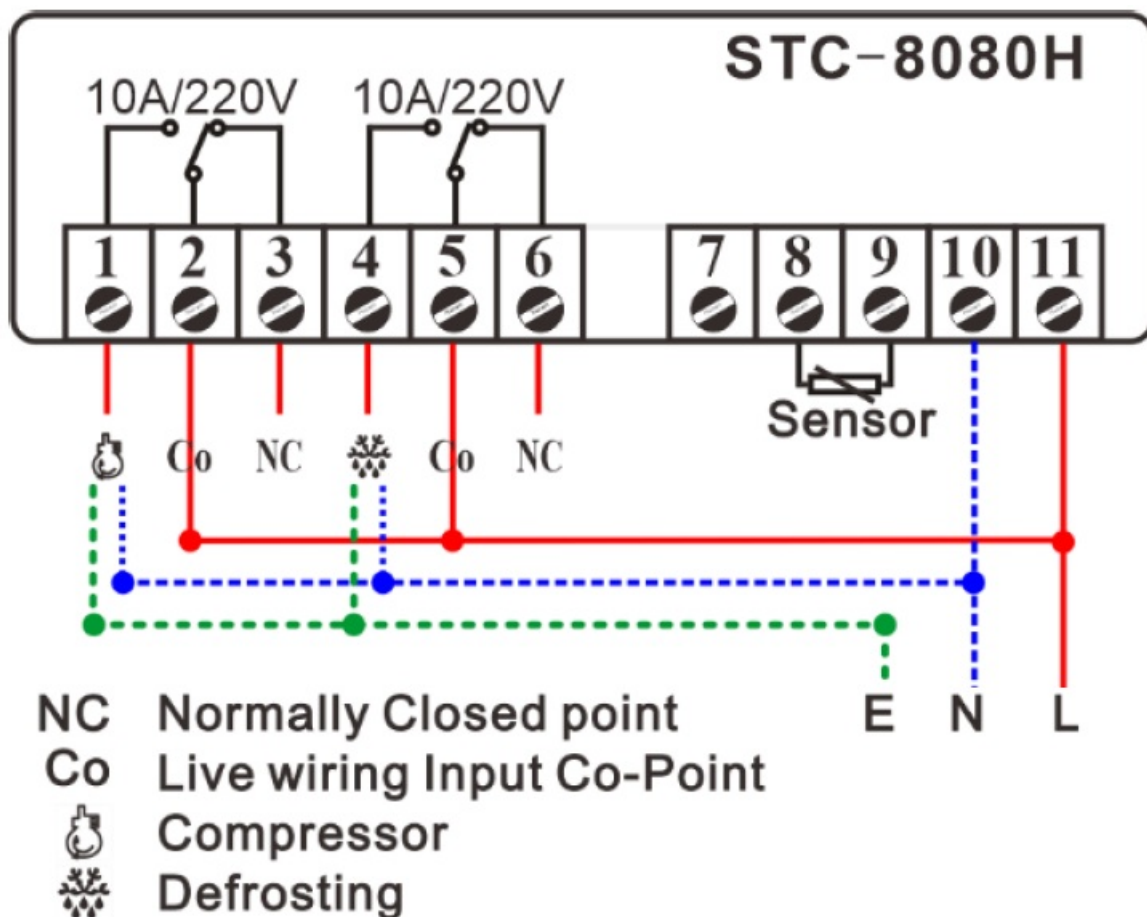 STC-8080H
10A/220V 10A/220V
1 2 3 4 5 6 7 8 9 10 11
Sensor
Co NC Co NC
E N L
NC Normally Closed point
Co Live wiring Input Co-Point
Compressor
Defrosting